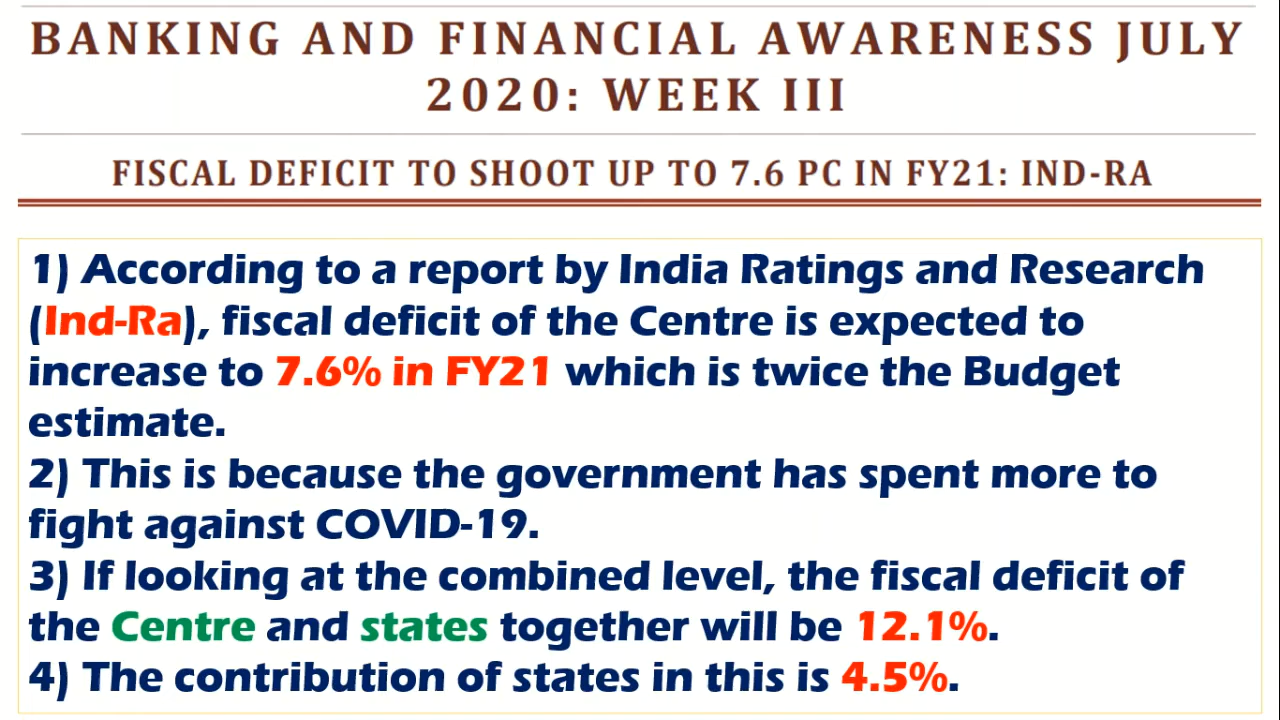 BANKING AND FINANCIAL AWARENESS JULY
2020: WEEK III
FISCAL DEFICIT TO SHOOT UP TO 7.6 PC IN FY21: IND-RA
1) According to a report by India Ratings and Research
(Ind-Ra), fiscal deficit of the Centre is expected to
increase to 7.6% in FY21 which is twice the Budget
estimate.
2) This is because the government has spent more to
fight against COVID-19.
3) If looking at the combined level, the fiscal deficit of
the Centre and states together will be 12.1%.
4) The contribution of states in this is 4.5%.